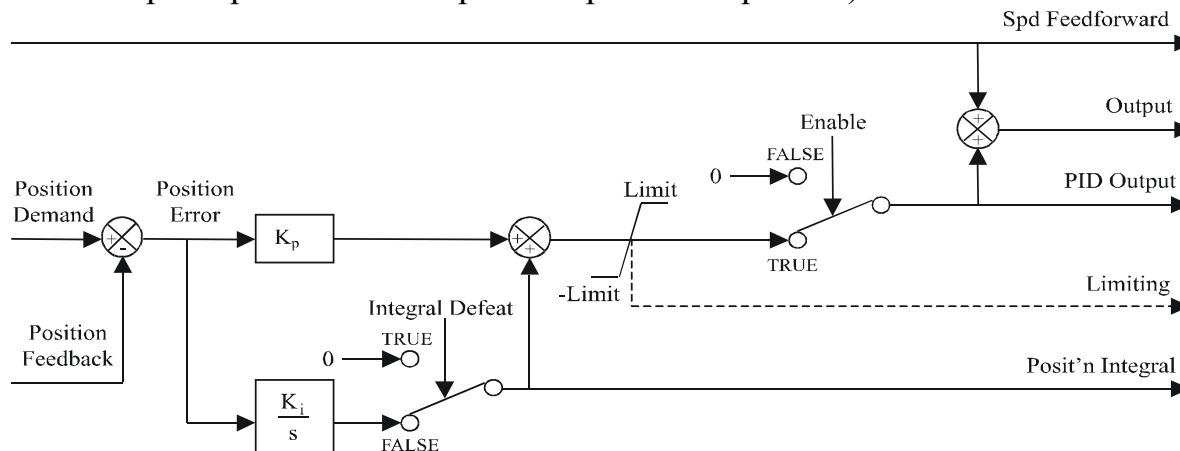 Spd Feedforward
Output
Enable
FALSE
0
Limit
PID Output
Position
Demand
Position
Error
+
-
Kp
+
+
+
+
TRUE
-Limit
Limiting
Integral Defeat
TRUE
0
Position
Feedback
Posit'n Integral
Ki
s
FALSE